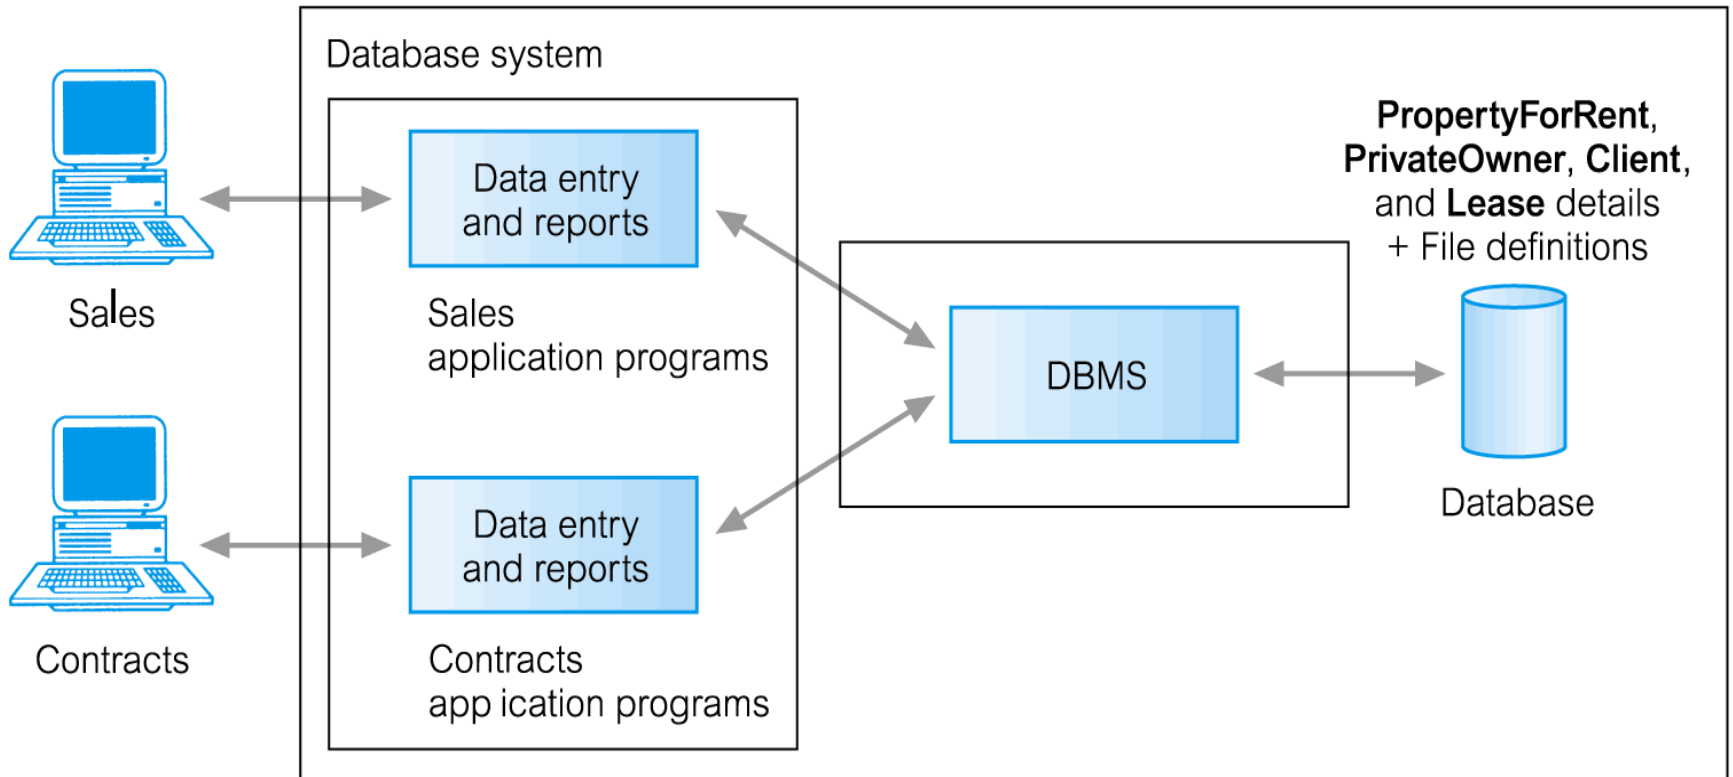 Database system
Sales
Data entry
and reports
Sales
application programs
Contracts
Data entry
and reports
Contracts
app ication programs
DBMS
PropertyForRent,
PrivateOwner, Client,
and Lease details
+ File definitions
Database